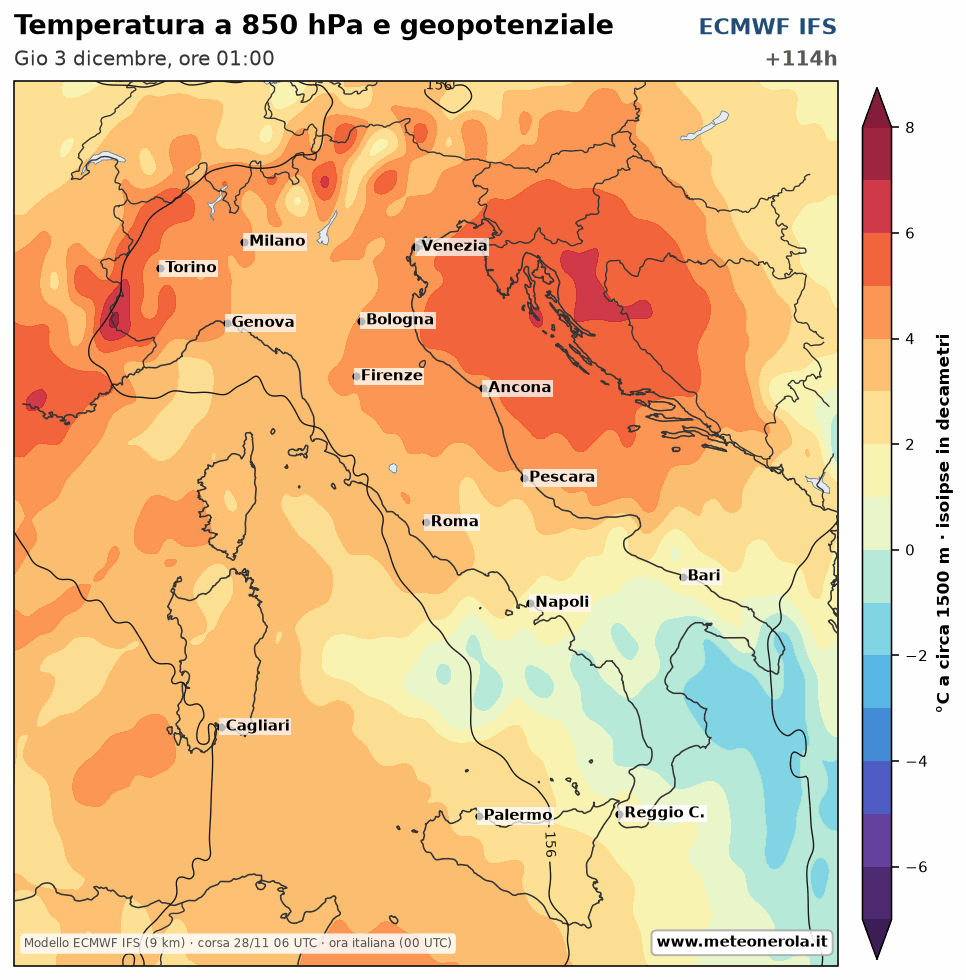 Temperatura a 850 hPa e geopotenziale
ECMWF IFS
Gio 3 dicembre, ore 01:00
+114h
156
8
6
4
2
0
−2
−4
−6
°C a circa 1500 m · isoipse in decametri
Milano
Venezia
Torino
Genova
Bologna
Firenze
Ancona
Pescara
Roma
Bari
Napoli
Cagliari
Palermo
Reggio C.
156
Modello ECMWF IFS (9 km) · corsa 28/11 06 UTC · ora italiana (00 UTC)
www.meteonerola.it